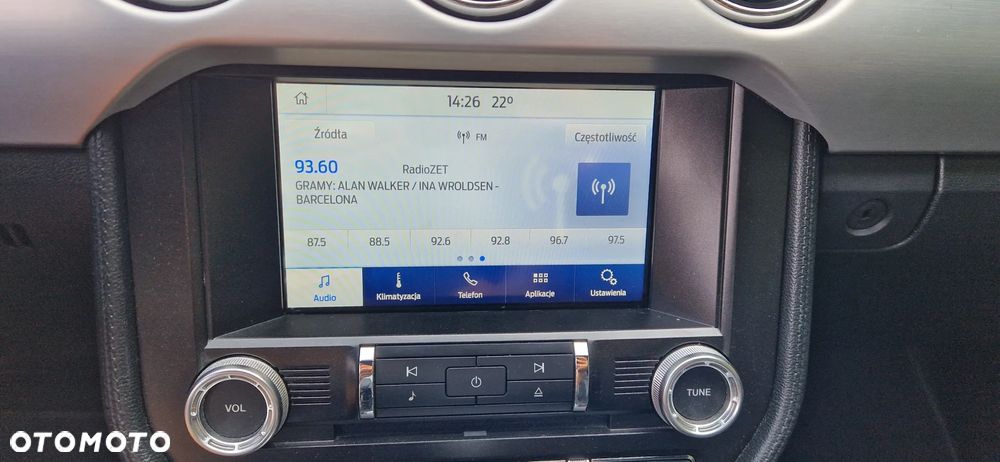 14:26 22º
Źródła
FM
Częstotliwość
93.60
RadioZET
GRAMY: ALAN WALKER / INA WROLDSEN -
BARCELONA
87.5 88.5 92.6 92.8 96.7 97.5
Audio Klimatyzacja Telefon Aplikacje Ustawienia
VOL
TUNE
OTOMOTO